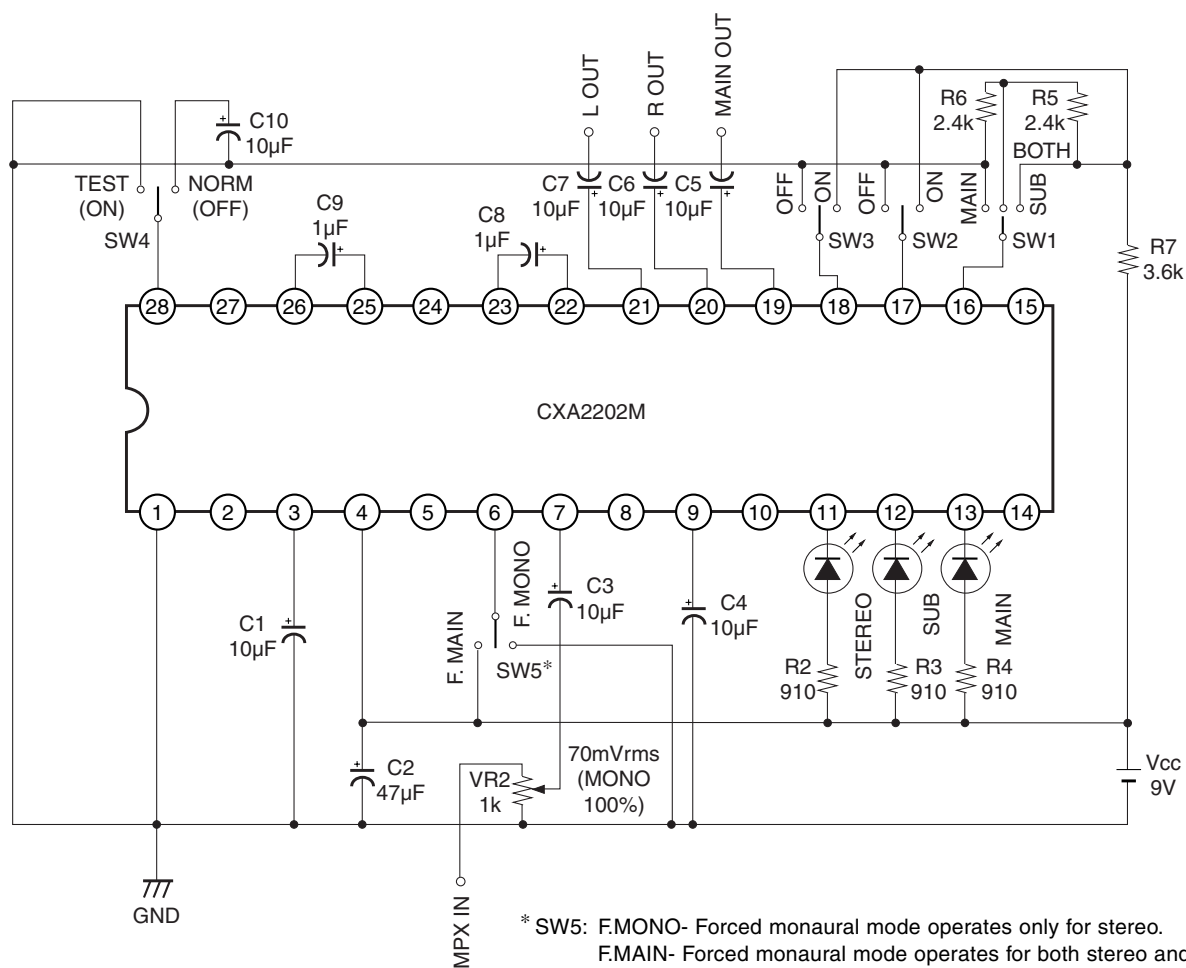 L OUT
R OUT
MAIN OUT
C10
10µF
R6
2.4k
R5
2.4k
BOTH
TEST
(ON)
NORM
(OFF)
SW4
C9
1µF
C8
1µF
C7
10µF
C6
10µF
C5
10µF
OFF
ON
SW3
OFF
ON
SW2
MAIN
SUB
SW1
R7
3.6k
28 27 26 25 24 23 22 21 20 19 18 17 16 15
CXA2202M
1 2 3 4 5 6 7 8 9 10 11 12 13 14
C1
10µF
F. MAIN
F. MONO
SW5*
C3
10µF
C4
10µF
STEREO
SUB
MAIN
R2
910
R3
910
R4
910
C2
47µF
VR2
1k
70mVrms
(MONO
100%)
Vcc
9V
GND
MPX IN
* SW5: F.MONO- Forced monaural mode operates only for stereo.
F.MAIN- Forced monaural mode operates for both stereo and